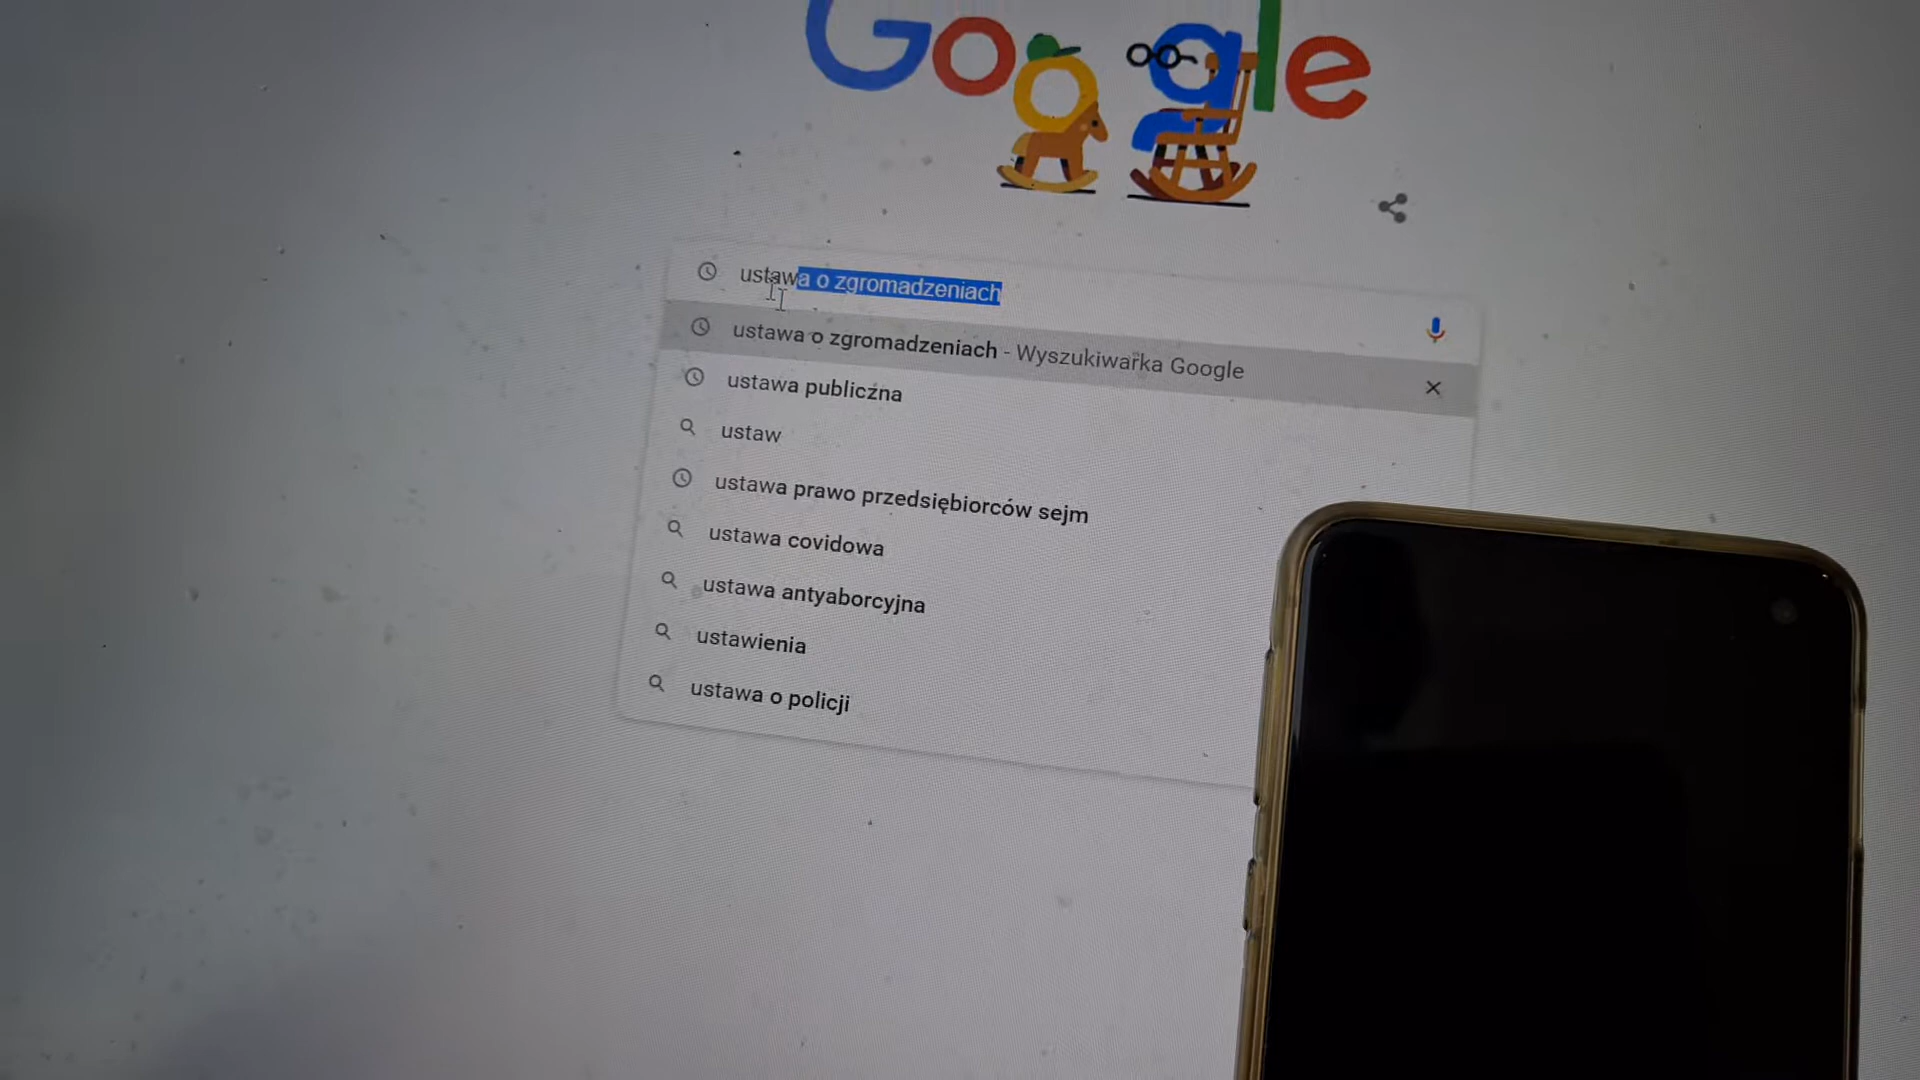 Google
ustawa o zgromadzeniach
ustawa o zgromadzeniach - Wyszukiwarka Google
ustawa publiczna
ustaw
ustawa prawo przedsiębiorców sejm
ustawa covidowa
ustawa antyaborcyjna
ustawienia
ustawa o policji